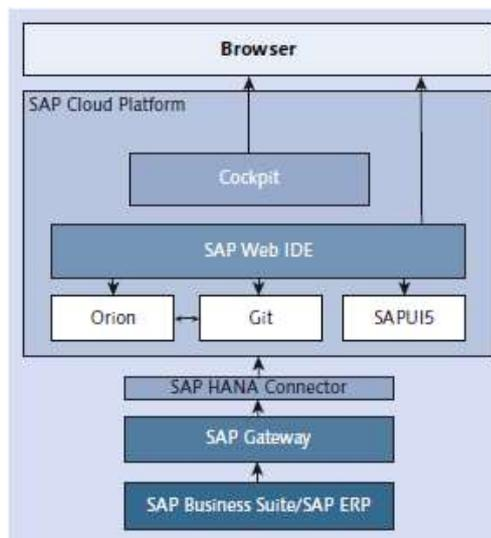 Browser
SAP Cloud Platform
Cockpit
SAP Web IDE
Orion
Git
SAPUI5
SAP HANA Connector
SAP Gateway
SAP Business Suite/SAP ERP